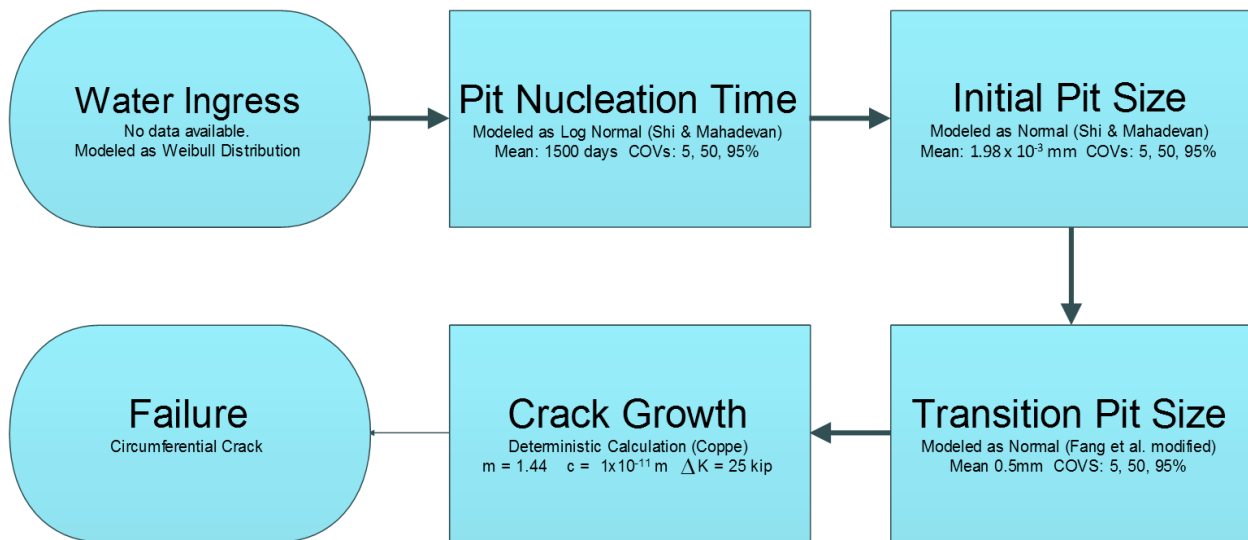 Water Ingress
No data available.
Modeled as Weibull Distribution
Pit Nucleation Time
Modeled as Log Normal (Shi & Mahadevan)
Mean: 1500 days COVs: 5, 50, 95%
Initial Pit Size
Modeled as Normal (Shi & Mahadevan)
Mean: 1.98 x 10⁻³ mm COVs: 5, 50, 95%
Transition Pit Size
Modeled as Normal (Fang et al. modified)
Mean 0.5mm COVS: 5, 50, 95%
Crack Growth
Deterministic Calculation (Coppe)
m = 1.44 c = 1x10⁻¹¹ m ΔK = 25 kip
Failure
Circumferential Crack